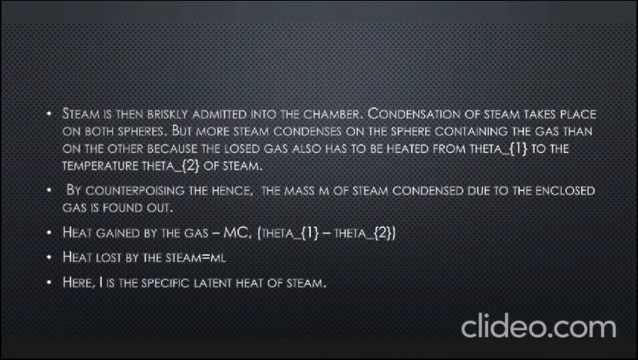 • Steam is then briskly admitted into the chamber. Condensation of steam takes place
on both spheres. But more steam condenses on the sphere containing the gas than
on the other because the losed gas also has to be heated from theta_{1} to the
temperature theta_{2} of steam.
• By counterpoising the hence, the mass m of steam condensed due to the enclosed
gas is found out.
• Heat gained by the gas – MC, (theta_{1} – theta_{2})
• Heat lost by the steam=ml
• Here, l is the specific latent heat of steam.
clideo.com